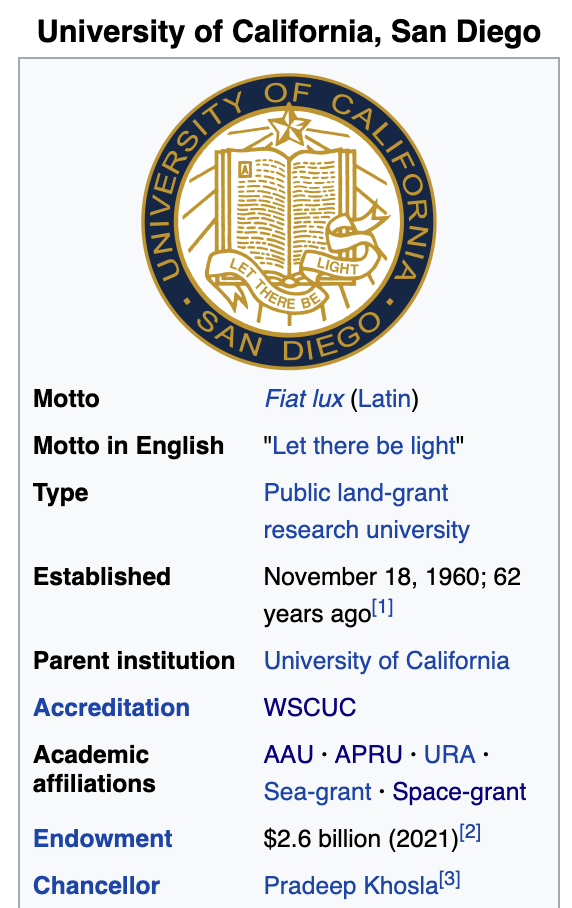 University of California, San Diego
UNIVERSITY OF CALIFORNIA
A
LET THERE BE LIGHT
· SAN DIEGO ·
Motto Fiat lux (Latin)
Motto in English "Let there be light"
Type Public land-grant
research university
Established November 18, 1960; 62
years ago[1]
Parent institution University of California
Accreditation WSCUC
Academic affiliations AAU · APRU · URA ·
Sea-grant · Space-grant
Endowment $2.6 billion (2021)[2]
Chancellor Pradeep Khosla[3]